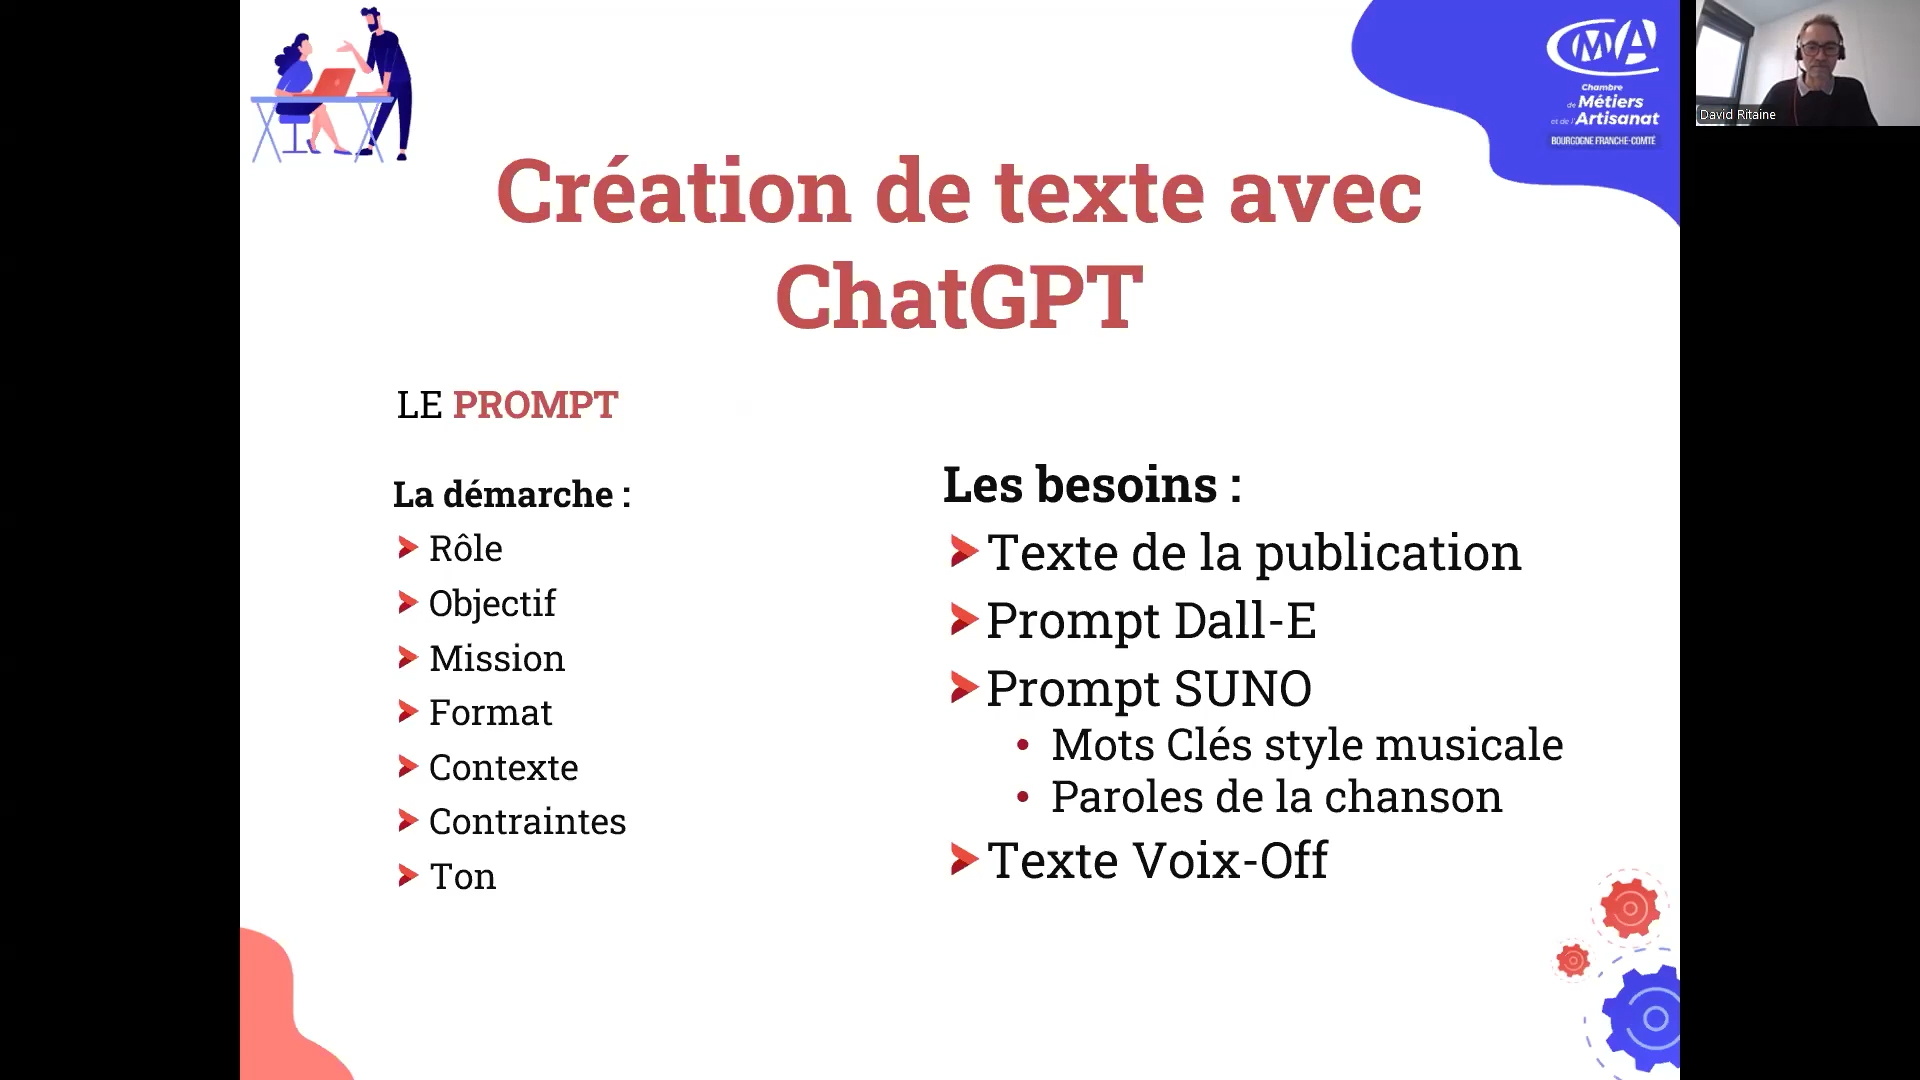 CMA
Chambre
de Métiers
et de l'Artisanat
BOURGOGNE FRANCHE-COMTÉ
David Ritaine
Création de texte avec
ChatGPT
LE PROMPT
La démarche :
Rôle
Objectif
Mission
Format
Contexte
Contraintes
Ton
Les besoins :
Texte de la publication
Prompt Dall-E
Prompt SUNO
Mots Clés style musicale
Paroles de la chanson
Texte Voix-Off